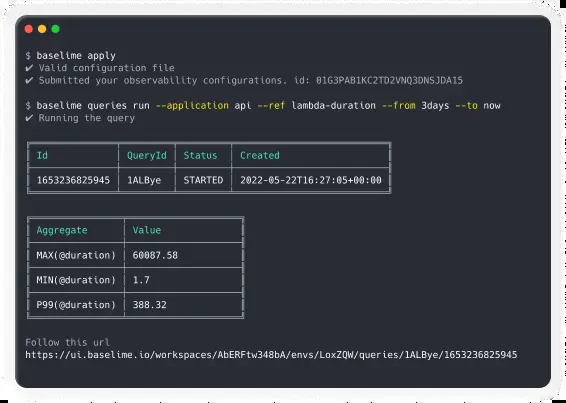 $ baselime apply
✔ Valid configuration file
✔ Submitted your observability configurations. id: 01G3PAB1KC2TD2VNQ3DNSJDA15
$ baselime queries run --application api --ref lambda-duration --from 3days --to now
✔ Running the query
Id QueryId Status Created
1653236825945 1ALBye STARTED 2022-05-22T16:27:05+00:00
Aggregate Value
MAX(@duration) 60087.58
MIN(@duration) 1.7
P99(@duration) 388.32
Follow this url
https://ui.baselime.io/workspaces/AbERFtw348bA/envs/LoxZQW/queries/1ALBye/1653236825945